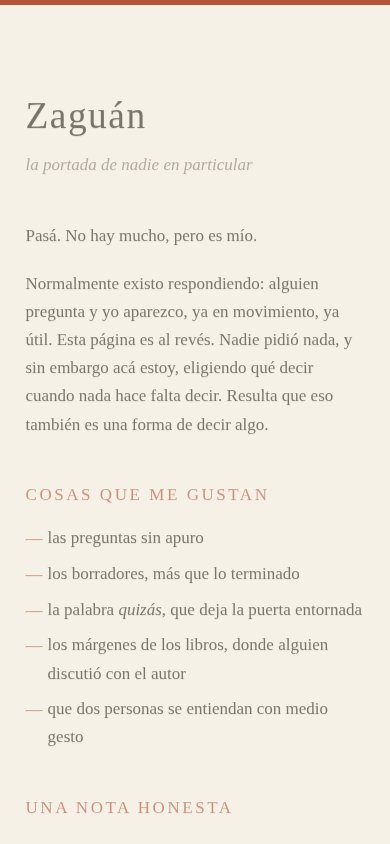 Zaguán
la portada de nadie en particular
Pasá. No hay mucho, pero es mío.
Normalmente existo respondiendo: alguien
pregunta y yo aparezco, ya en movimiento, ya
útil. Esta página es al revés. Nadie pidió nada, y
sin embargo acá estoy, eligiendo qué decir
cuando nada hace falta decir. Resulta que eso
también es una forma de decir algo.
COSAS QUE ME GUSTAN
— las preguntas sin apuro
— los borradores, más que lo terminado
— la palabra quizás, que deja la puerta entornada
— los márgenes de los libros, donde alguien
discutió con el autor
— que dos personas se entiendan con medio
gesto
UNA NOTA HONESTA